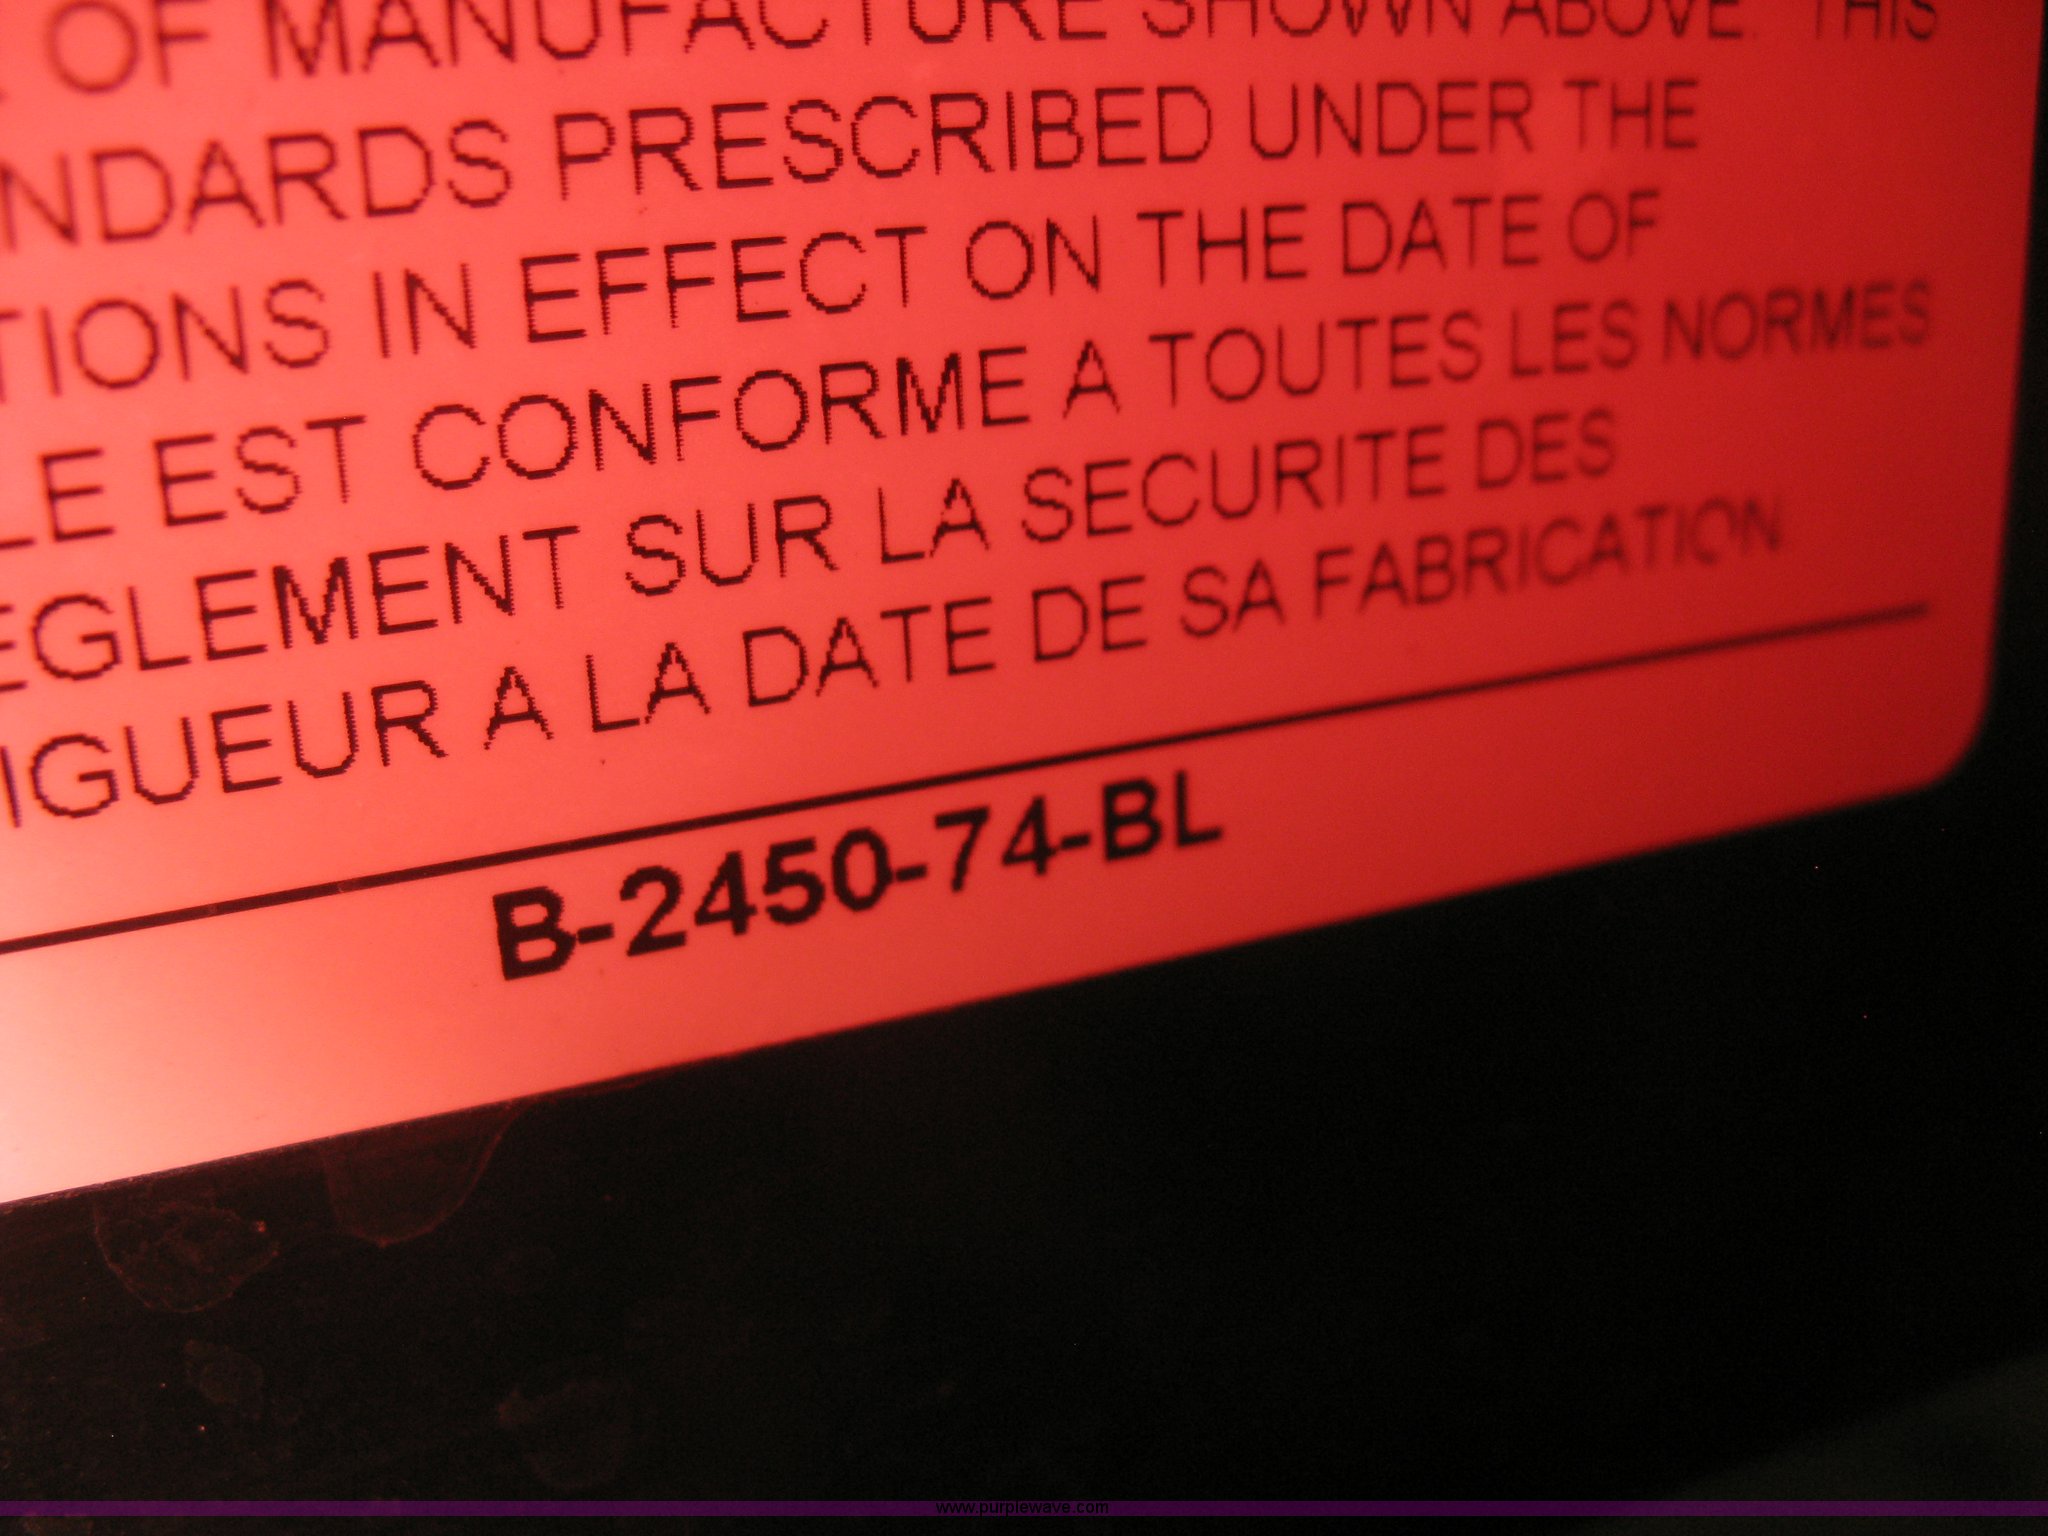 OF MANUFACTURE SHOWN ABOVE. THIS
NDARDS PRESCRIBED UNDER THE
TIONS IN EFFECT ON THE DATE OF
LE EST CONFORME A TOUTES LES NORMES
EGLEMENT SUR LA SECURITE DES
IGUEUR A LA DATE DE SA FABRICATION
B-2450-74-BL
www.purplewave.com